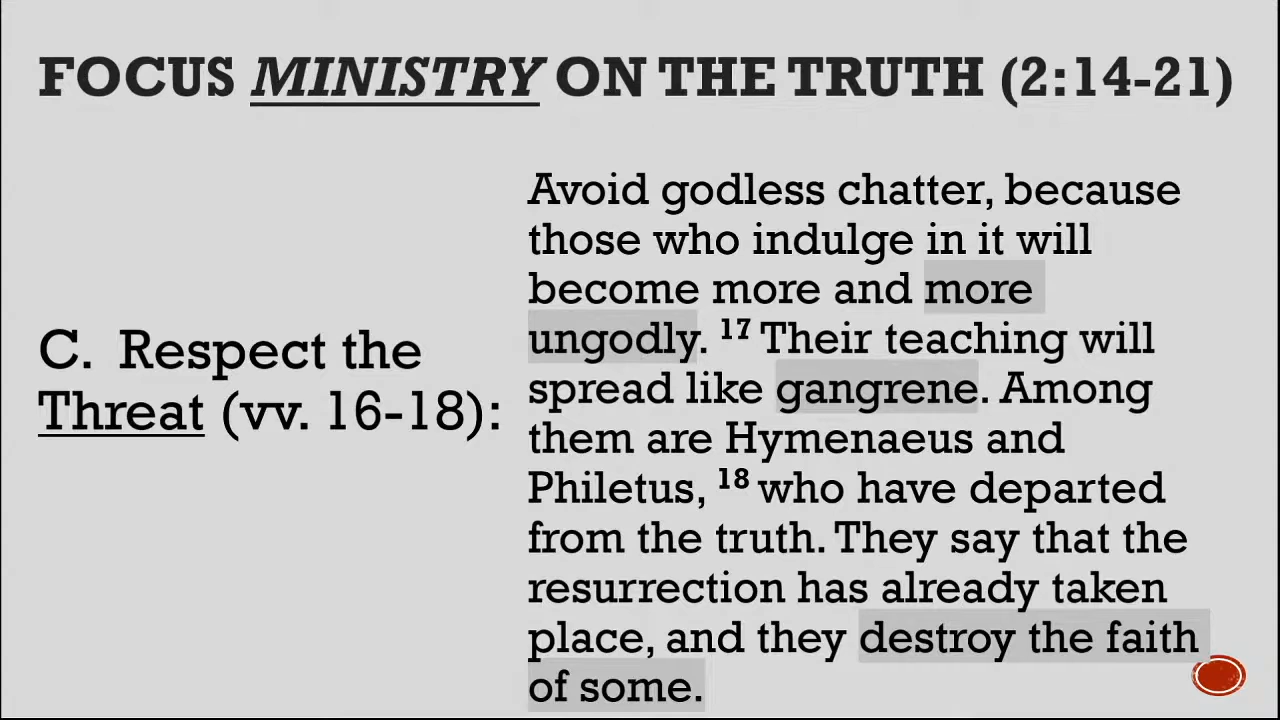 FOCUS MINISTRY ON THE TRUTH (2:14-21)
C. Respect the
Threat (vv. 16-18):
Avoid godless chatter, because
those who indulge in it will
become more and more
ungodly. 17 Their teaching will
spread like gangrene. Among
them are Hymenaeus and
Philetus, 18 who have departed
from the truth. They say that the
resurrection has already taken
place, and they destroy the faith
of some.